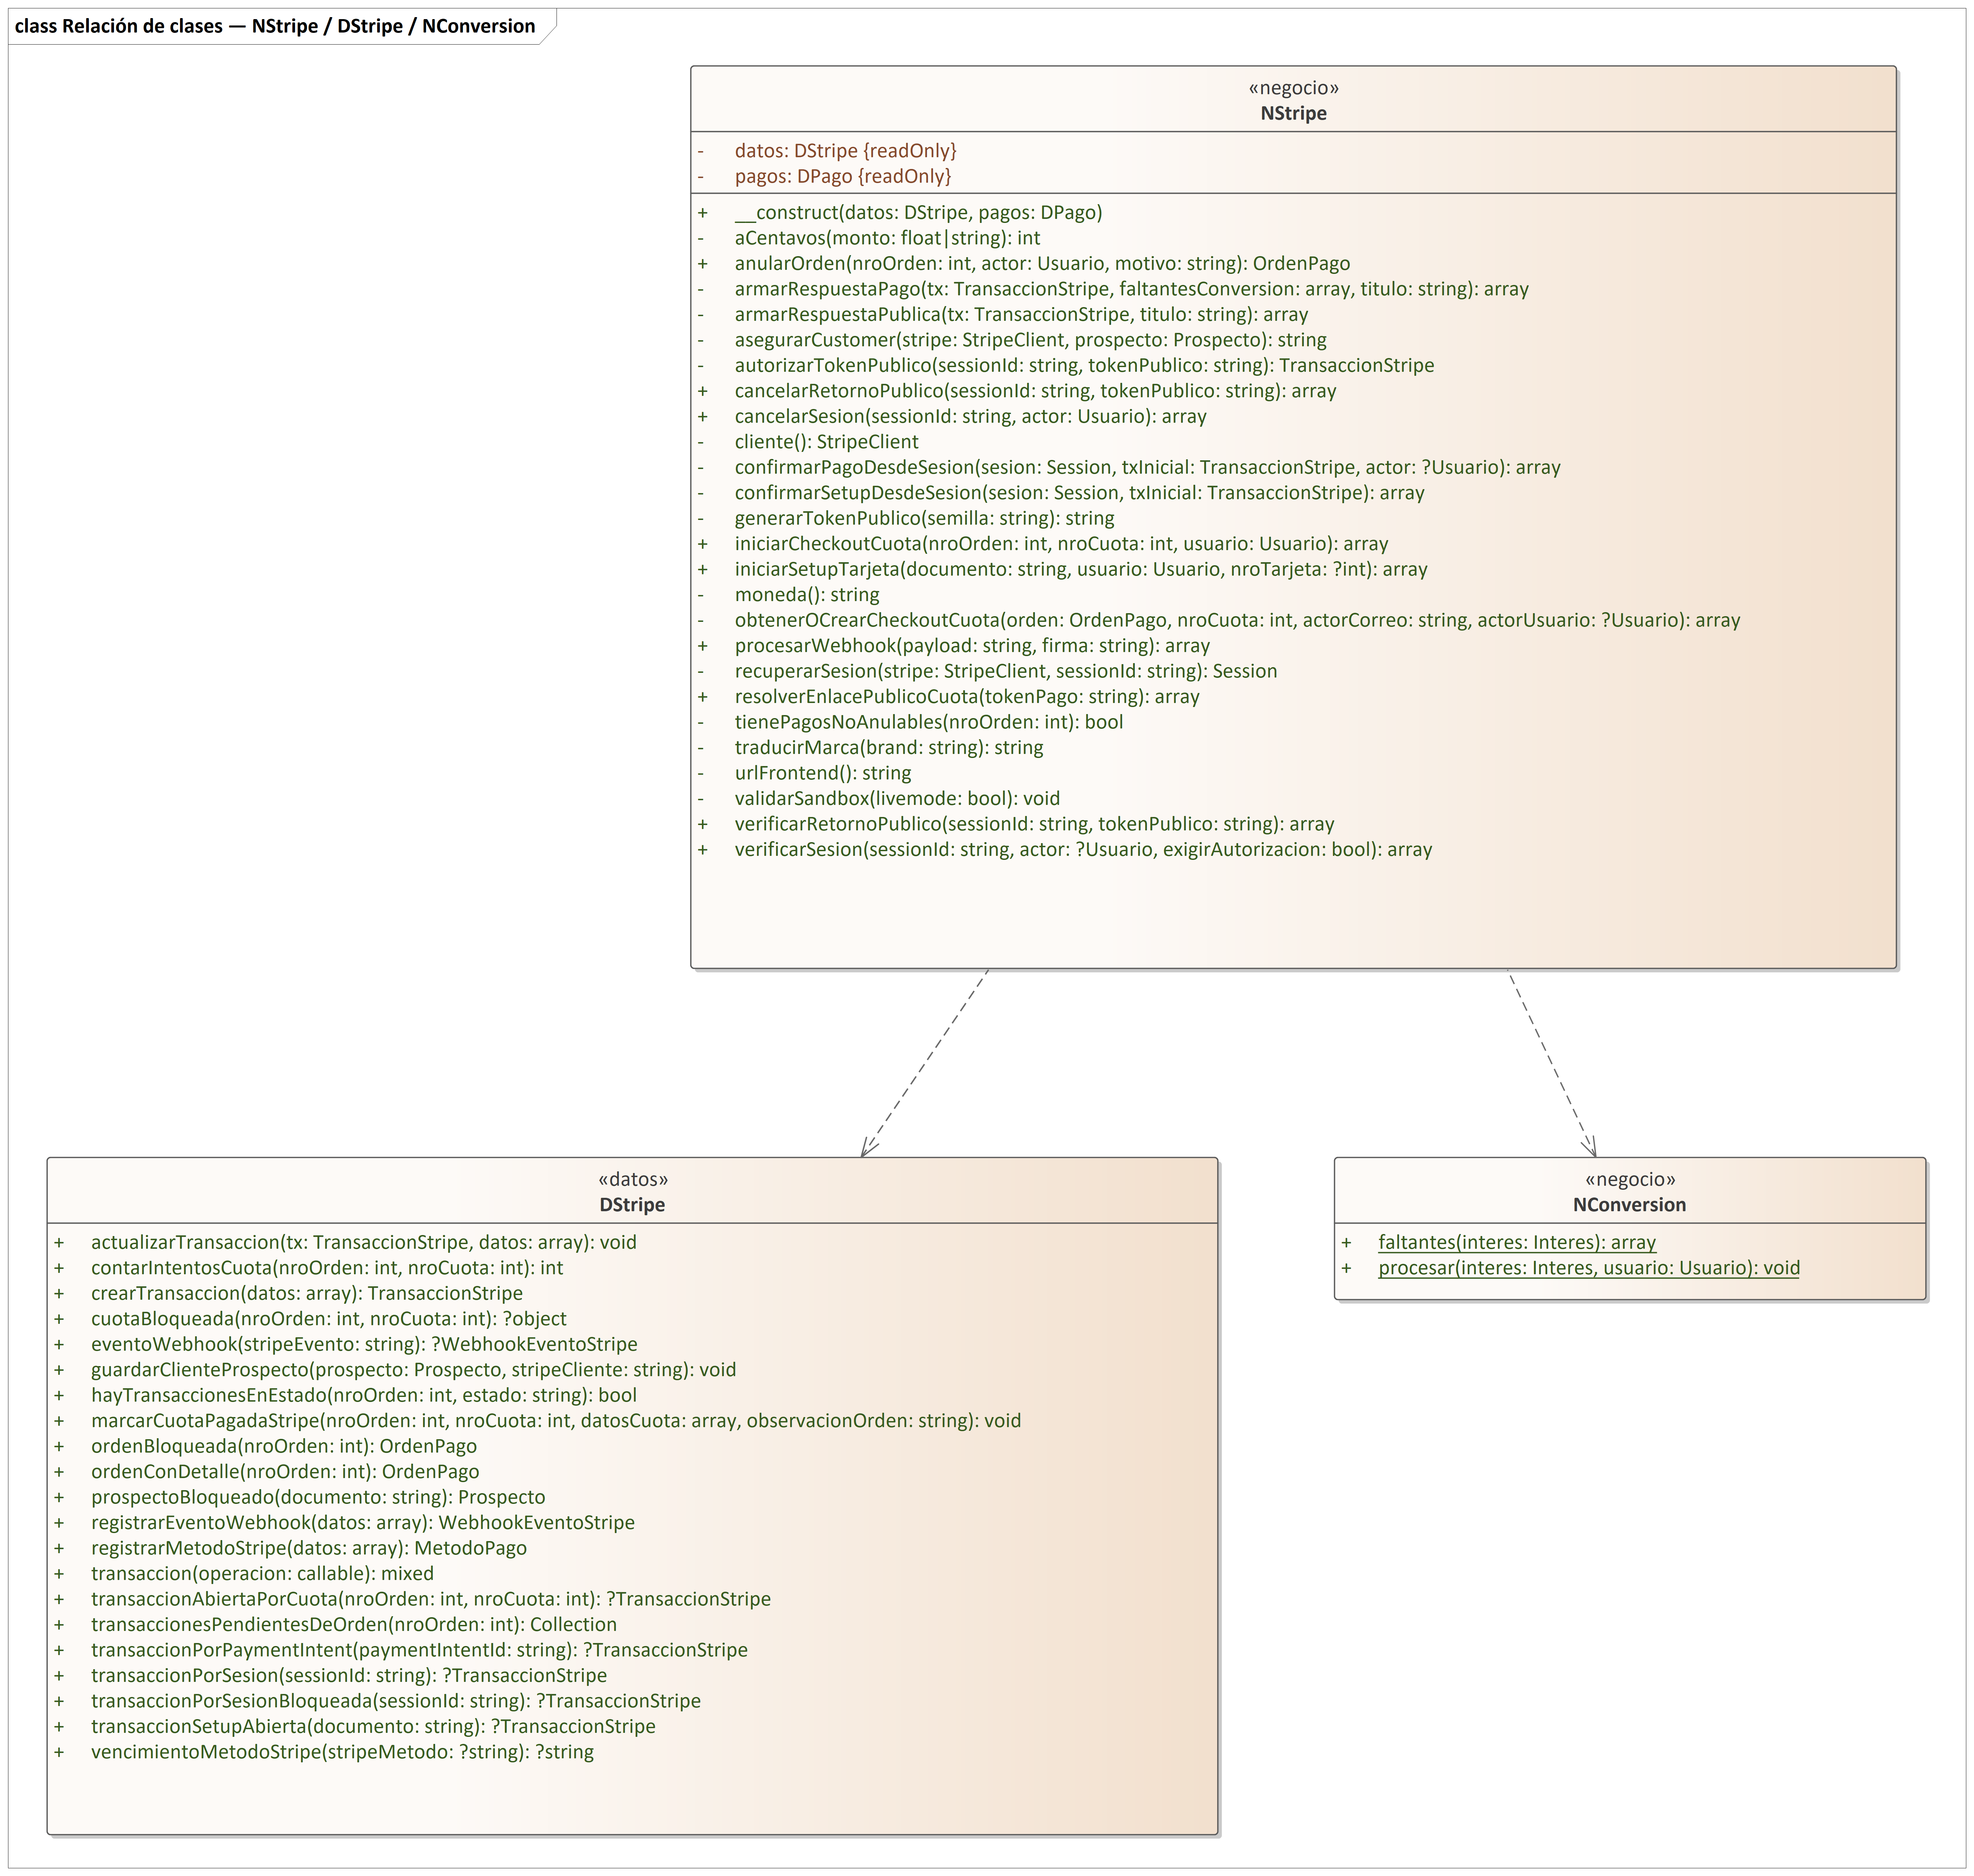 class Relación de clases — NStripe / DStripe / NConversion
«negocio»
NStripe
- datos: DStripe {readOnly}
- pagos: DPago {readOnly}
+ __construct(datos: DStripe, pagos: DPago)
- aCentavos(monto: float|string): int
+ anularOrden(nroOrden: int, actor: Usuario, motivo: string): OrdenPago
- armarRespuestaPago(tx: TransaccionStripe, faltantesConversion: array, titulo: string): array
- armarRespuestaPublica(tx: TransaccionStripe, titulo: string): array
- asegurarCustomer(stripe: StripeClient, prospecto: Prospecto): string
- autorizarTokenPublico(sessionId: string, tokenPublico: string): TransaccionStripe
+ cancelarRetornoPublico(sessionId: string, tokenPublico: string): array
+ cancelarSesion(sessionId: string, actor: Usuario): array
- cliente(): StripeClient
- confirmarPagoDesdeSesion(sesion: Session, txInicial: TransaccionStripe, actor: ?Usuario): array
- confirmarSetupDesdeSesion(sesion: Session, txInicial: TransaccionStripe): array
- generarTokenPublico(semilla: string): string
+ iniciarCheckoutCuota(nroOrden: int, nroCuota: int, usuario: Usuario): array
+ iniciarSetupTarjeta(documento: string, usuario: Usuario, nroTarjeta: ?int): array
- moneda(): string
- obtenerOCrearCheckoutCuota(orden: OrdenPago, nroCuota: int, actorCorreo: string, actorUsuario: ?Usuario): array
+ procesarWebhook(payload: string, firma: string): array
- recuperarSesion(stripe: StripeClient, sessionId: string): Session
+ resolverEnlacePublicoCuota(tokenPago: string): array
- tienePagosNoAnulables(nroOrden: int): bool
- traducirMarca(brand: string): string
- urlFrontend(): string
- validarSandbox(livemode: bool): void
+ verificarRetornoPublico(sessionId: string, tokenPublico: string): array
+ verificarSesion(sessionId: string, actor: ?Usuario, exigirAutorizacion: bool): array
«datos»
DStripe
+ actualizarTransaccion(tx: TransaccionStripe, datos: array): void
+ contarIntentosCuota(nroOrden: int, nroCuota: int): int
+ crearTransaccion(datos: array): TransaccionStripe
+ cuotaBloqueada(nroOrden: int, nroCuota: int): ?object
+ eventoWebhook(stripeEvento: string): ?WebhookEventoStripe
+ guardarClienteProspecto(prospecto: Prospecto, stripeCliente: string): void
+ hayTransaccionesEnEstado(nroOrden: int, estado: string): bool
+ marcarCuotaPagadaStripe(nroOrden: int, nroCuota: int, datosCuota: array, observacionOrden: string): void
+ ordenBloqueada(nroOrden: int): OrdenPago
+ ordenConDetalle(nroOrden: int): OrdenPago
+ prospectoBloqueado(documento: string): Prospecto
+ registrarEventoWebhook(datos: array): WebhookEventoStripe
+ registrarMetodoStripe(datos: array): MetodoPago
+ transaccion(operacion: callable): mixed
+ transaccionAbiertaPorCuota(nroOrden: int, nroCuota: int): ?TransaccionStripe
+ transaccionesPendientesDeOrden(nroOrden: int): Collection
+ transaccionPorPaymentIntent(paymentIntentId: string): ?TransaccionStripe
+ transaccionPorSesion(sessionId: string): ?TransaccionStripe
+ transaccionPorSesionBloqueada(sessionId: string): ?TransaccionStripe
+ transaccionSetupAbierta(documento: string): ?TransaccionStripe
+ vencimientoMetodoStripe(stripeMetodo: ?string): ?string
«negocio»
NConversion
+ faltantes(interes: Interes): array
+ procesar(interes: Interes, usuario: Usuario): void